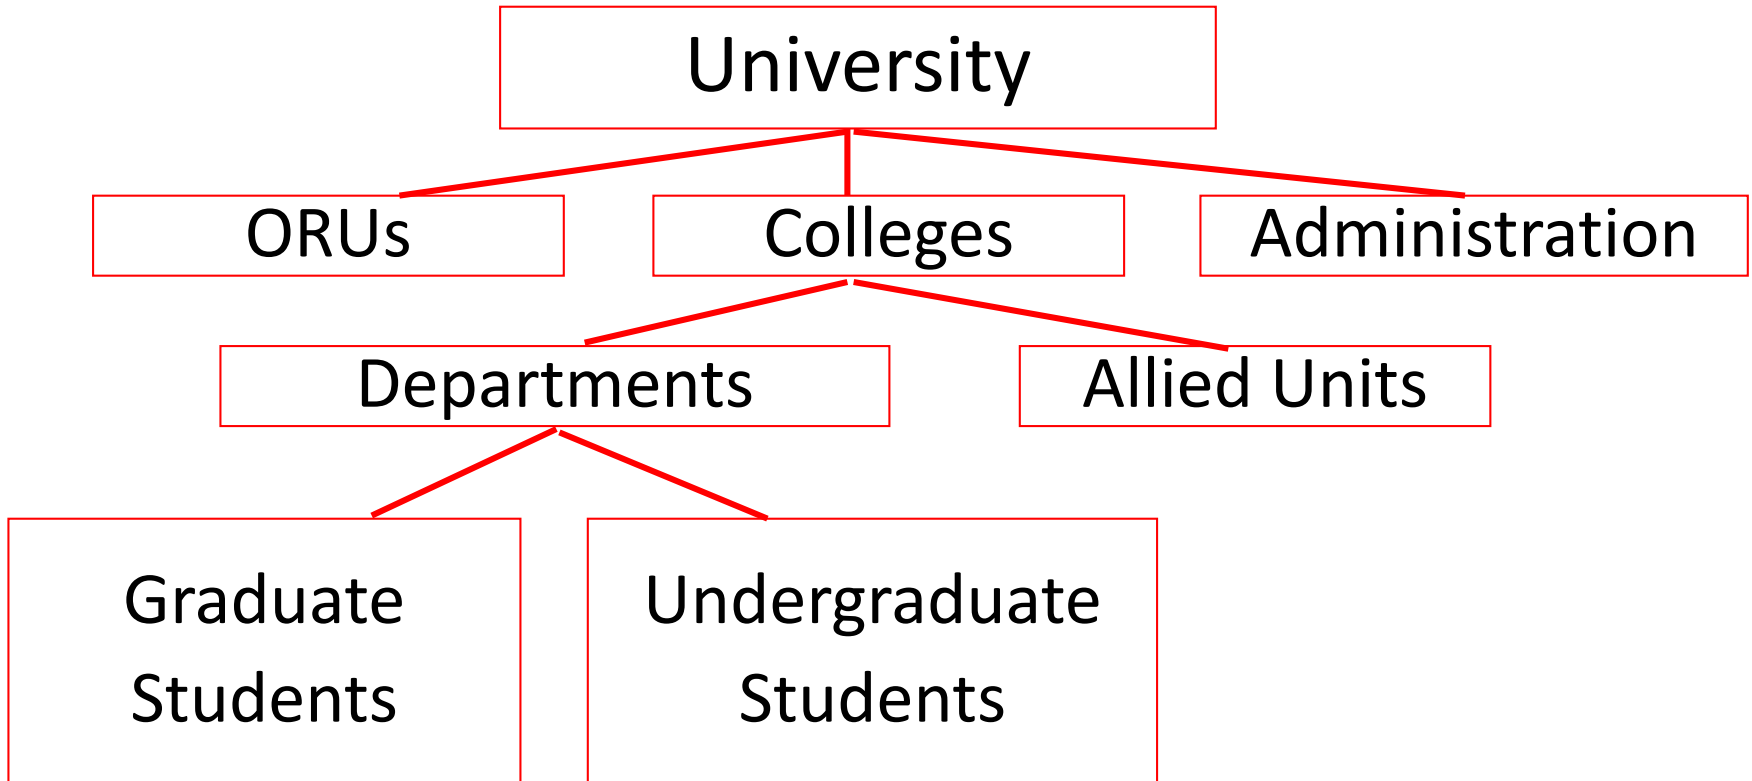 University
ORUs
Colleges
Administration
Departments
Allied Units
Graduate
Students
Undergraduate
Students